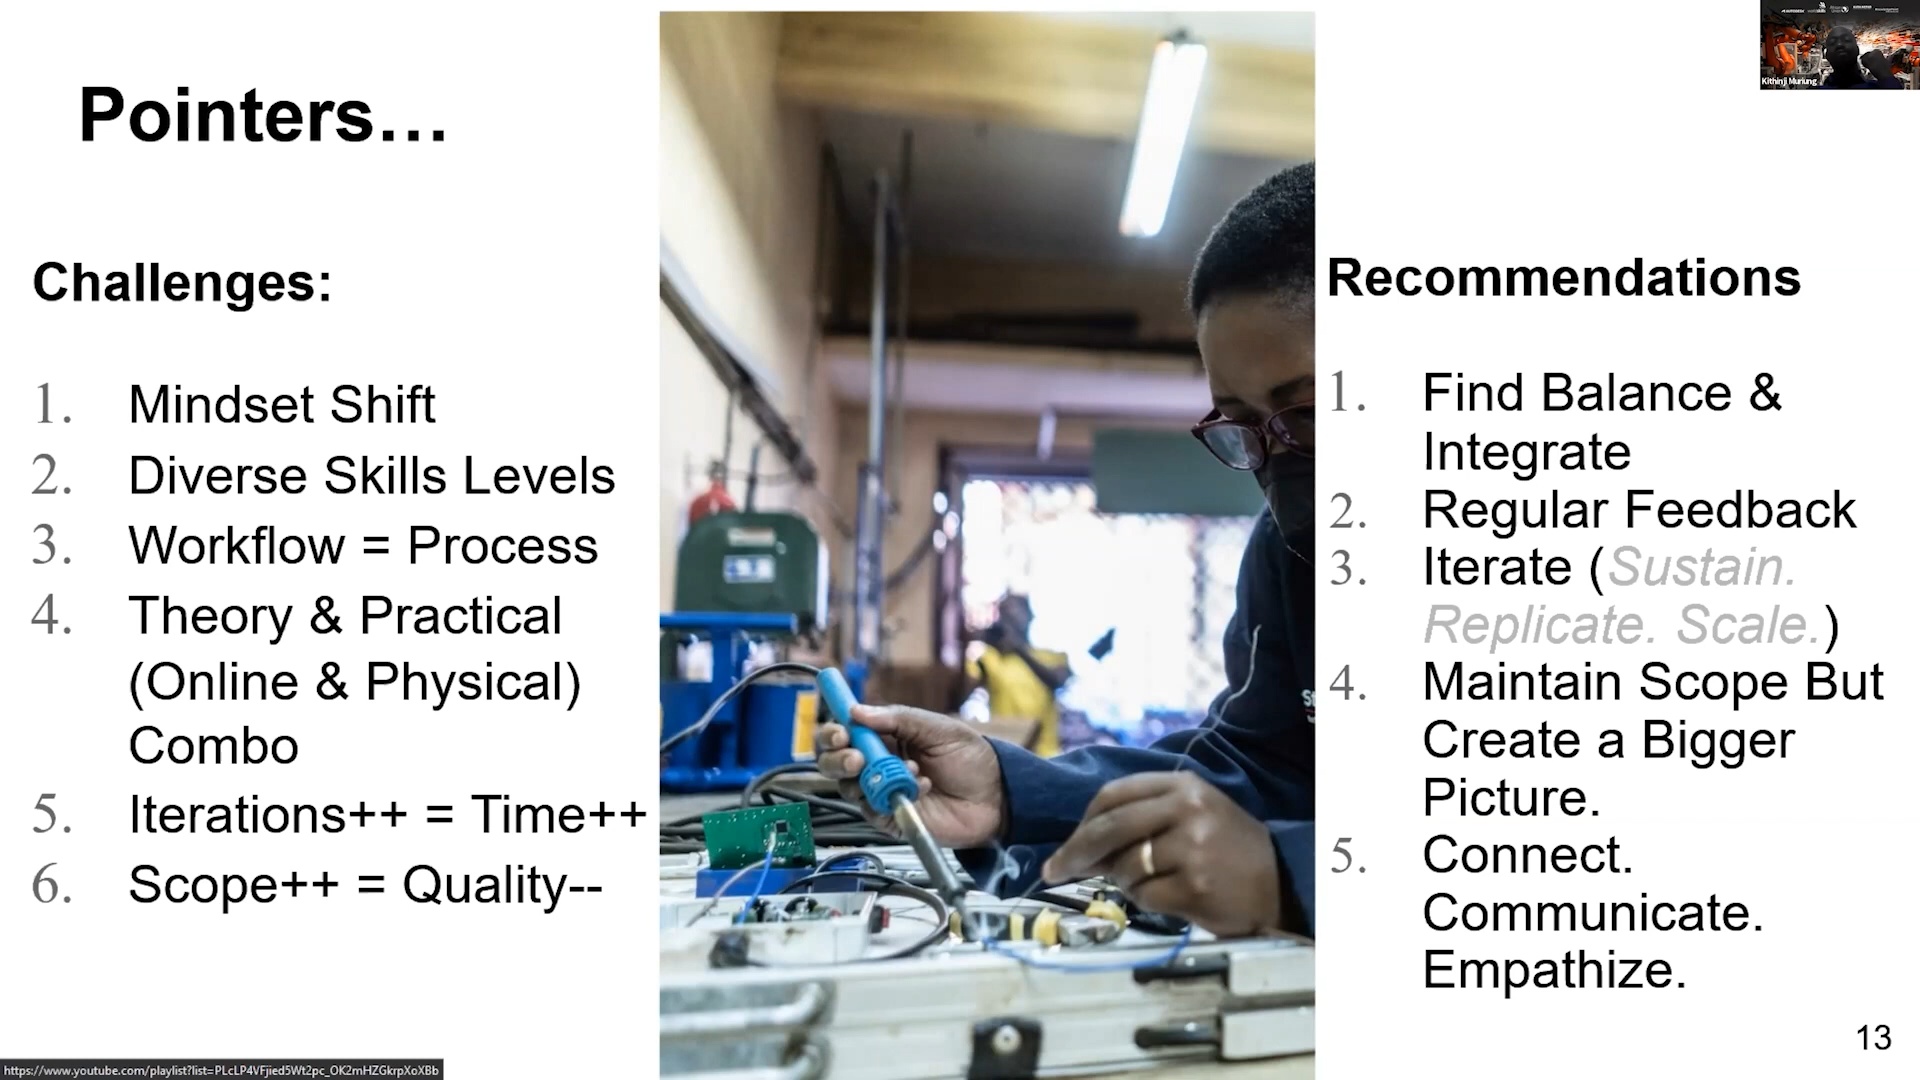 Pointers…
Challenges:
1. Mindset Shift
2. Diverse Skills Levels
3. Workflow = Process
4. Theory & Practical
(Online & Physical)
Combo
5. Iterations++ = Time++
6. Scope++ = Quality--
Recommendations
1. Find Balance &
Integrate
2. Regular Feedback
3. Iterate (Sustain.
Replicate. Scale.)
4. Maintain Scope But
Create a Bigger
Picture.
5. Connect.
Communicate.
Empathize.
13
Kithinji Muriung
https://www.youtube.com/playlist?list=PLcLP4VFjied5Wt2pc_OK2mHZGkrpXoXBb